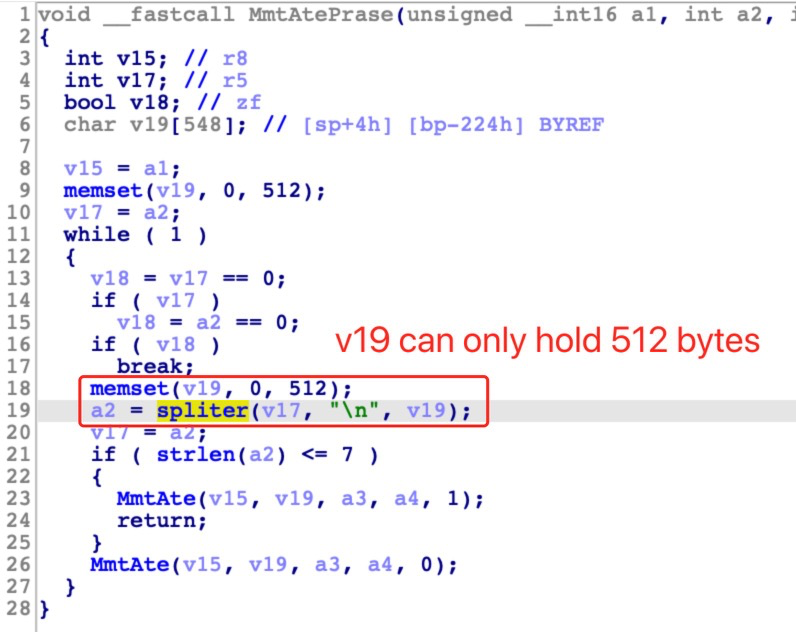 1 void __fastcall MmtAtePrase(unsigned __int16 a1, int a2, i
2 {
3 int v15; // r8
4 int v17; // r5
5 bool v18; // zf
6 char v19[548]; // [sp+4h] [bp-224h] BYREF
7
8 v15 = a1;
9 memset(v19, 0, 512);
10 v17 = a2;
11 while ( 1 )
12 {
13 v18 = v17 == 0;
14 if ( v17 )
15 v18 = a2 == 0;
16 if ( v18 )
v19 can only hold 512 bytes
17 break;
18 memset(v19, 0, 512);
19 a2 = spliter(v17, "\n", v19);
20 v17 = a2;
21 if ( strlen(a2) <= 7 )
22 {
23 MmtAte(v15, v19, a3, a4, 1);
24 return;
25 }
26 MmtAte(v15, v19, a3, a4, 0);
27 }
28 }